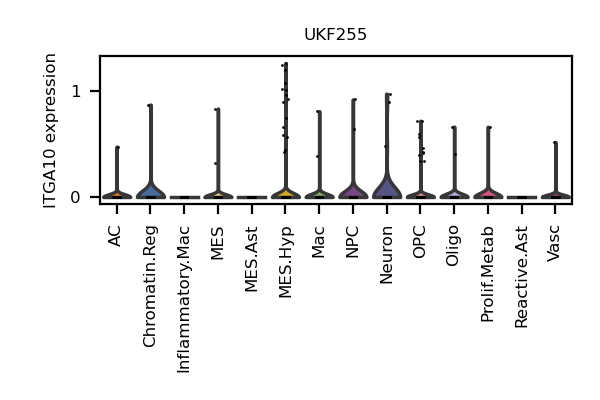 UKF255
ITGA10 expression
1
0
AC
Chromatin.Reg
Inflammatory.Mac
MES
MES.Ast
MES.Hyp
Mac
NPC
Neuron
OPC
Oligo
Prolif.Metab
Reactive.Ast
Vasc